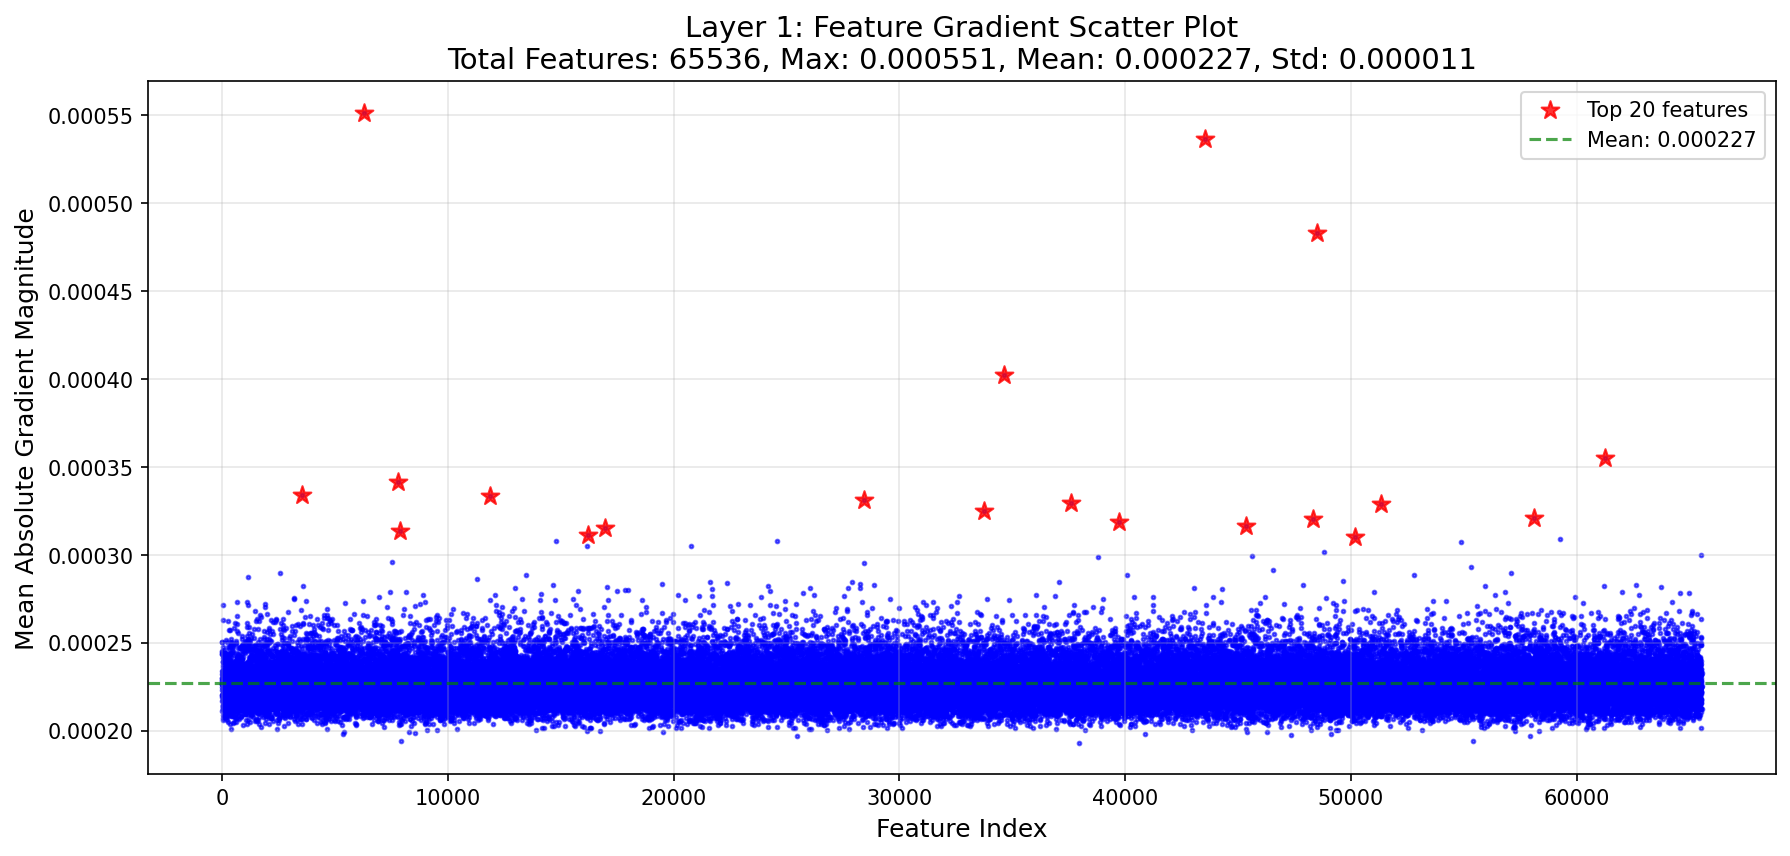 Layer 1: Feature Gradient Scatter Plot
Total Features: 65536, Max: 0.000551, Mean: 0.000227, Std: 0.000011
Top 20 features
Mean: 0.000227
Mean Absolute Gradient Magnitude
0.00055
0.00050
0.00045
0.00040
0.00035
0.00030
0.00025
0.00020
0
10000
20000
30000
40000
50000
60000
Feature Index